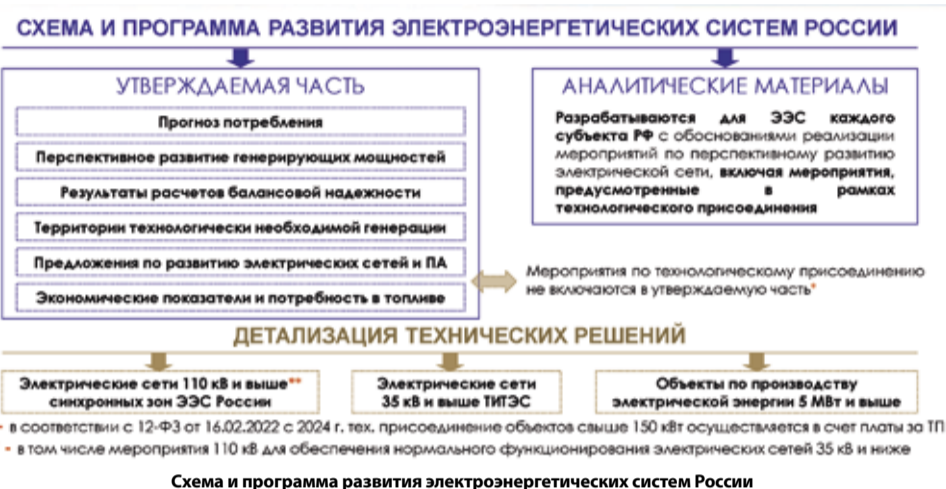 СХЕМА И ПРОГРАММА РАЗВИТИЯ ЭЛЕКТРОЭНЕРГЕТИЧЕСКИХ СИСТЕМ РОССИИ
УТВЕРЖДАЕМАЯ ЧАСТЬ
Прогноз потребления
Перспективное развитие генерирующих мощностей
Результаты расчетов балансовой надежности
Территории технологически необходимой генерации
Предложения по развитию электрических сетей и ПА
Экономические показатели и потребность в топливе
АНАЛИТИЧЕСКИЕ МАТЕРИАЛЫ
Разрабатываются для ЭЭС каждого
субъекта РФ с обоснованиями реализации
мероприятий по перспективному развитию
электрической сети, включая мероприятия,
предусмотренные в рамках
технологического присоединения
Мероприятия по технологическому присоединению
не включаются в утверждаемую часть*
ДЕТАЛИЗАЦИЯ ТЕХНИЧЕСКИХ РЕШЕНИЙ
Электрические сети 110 кВ и выше**
синхронных зон ЭЭС России
Электрические сети
35 кВ и выше ТИТЭС
Объекты по производству
электрической энергии 5 МВт и выше
* в соответствии с 12-ФЗ от 16.02.2022 с 2024 г. тех. присоединение объектов свыше 150 кВт осуществляется в счет платы за ТП
* в том числе мероприятия 110 кВ для обеспечения нормального функционирования электрических сетей 35 кВ и ниже
Схема и программа развития электроэнергетических систем России